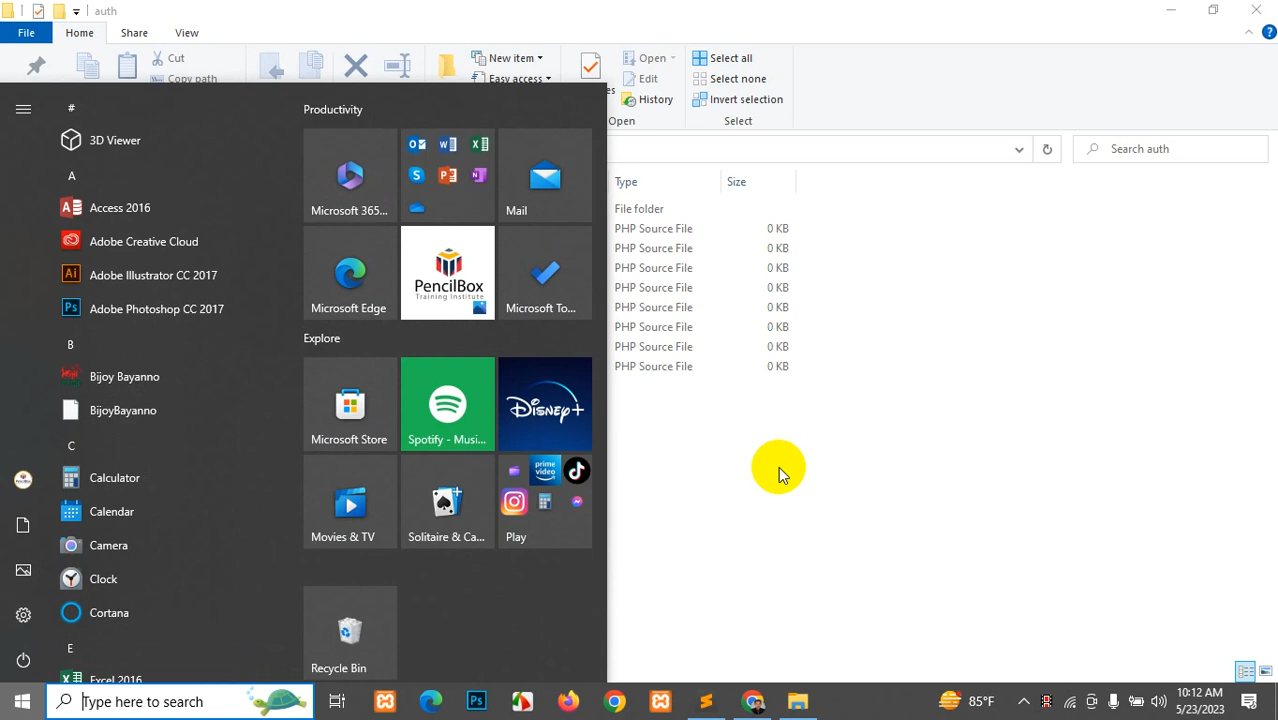 auth
File
Home
Share
View
Cut
Copy path
New item
Easy access
Open
Edit
History
Open
Select all
Select none
Invert selection
Select
Search auth
Type
Size
File folder
PHP Source File 0 KB
PHP Source File 0 KB
PHP Source File 0 KB
PHP Source File 0 KB
PHP Source File 0 KB
PHP Source File 0 KB
PHP Source File 0 KB
PHP Source File 0 KB
#
3D Viewer
A
Access 2016
Adobe Creative Cloud
Adobe Illustrator CC 2017
Adobe Photoshop CC 2017
B
Bijoy Bayanno
BijoyBayanno
C
Calculator
Calendar
Camera
Clock
Cortana
E
Excel 2016
Productivity
Microsoft 365...
Mail
Microsoft Edge
PencilBox
Training Institute
Microsoft To...
Explore
Microsoft Store
Spotify - Musi...
Disney+
Movies & TV
Solitaire & Ca...
prime video
Play
Recycle Bin
Type here to search
85°F
10:12 AM
5/23/2023